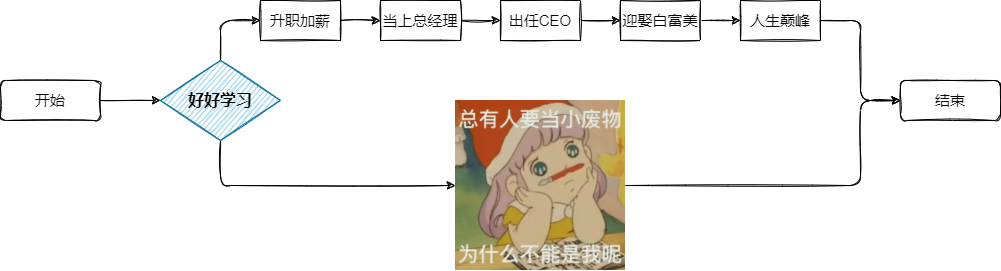 升职加薪
当上总经理
出任CEO
迎娶白富美
人生巅峰
开始
好好学习
结束
总有人要当小废物
为什么不能是我呢